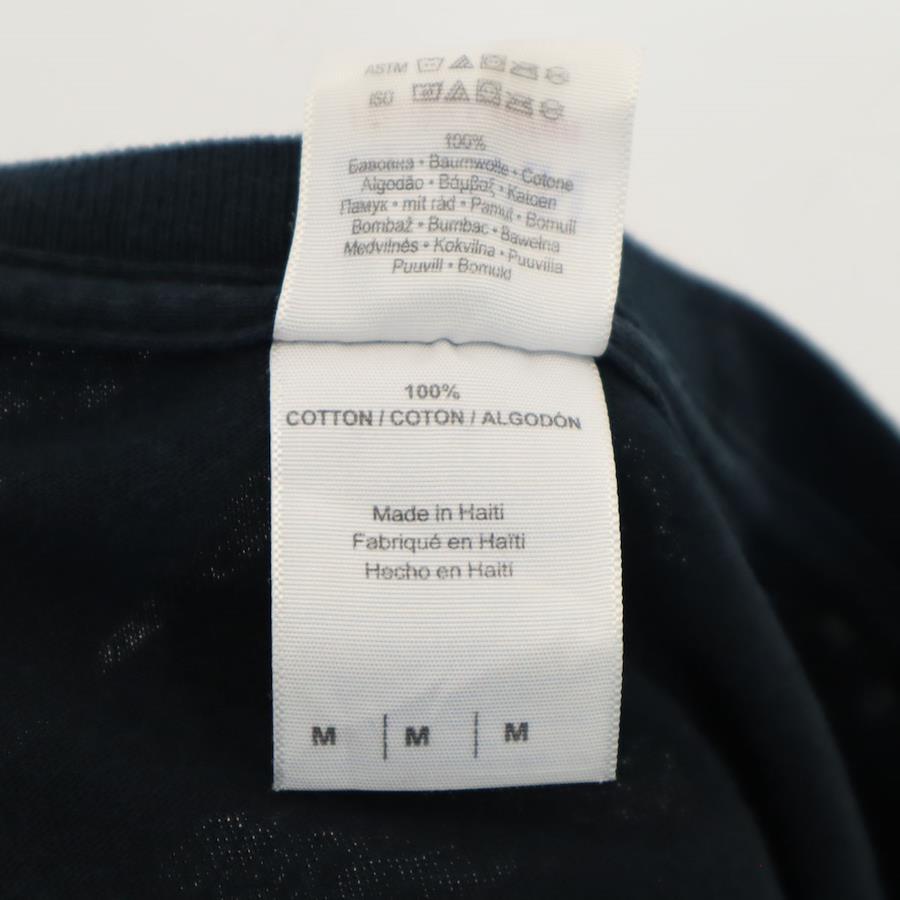 ASTM
ISO
100%
Бавовна • Baumwolle • Cotone
Algodão • Βάμβαξ • Katoen
Памук • mit rád • Pamut • Bomull
Bombaž • Bumbac • Bawełna
Medvilnės • Kokvilna • Puuvilla
Puuvill • Bomuld
100%
COTTON / COTON / ALGODÓN
Made in Haiti
Fabriqué en Haïti
Hecho en Haití
M | M | M